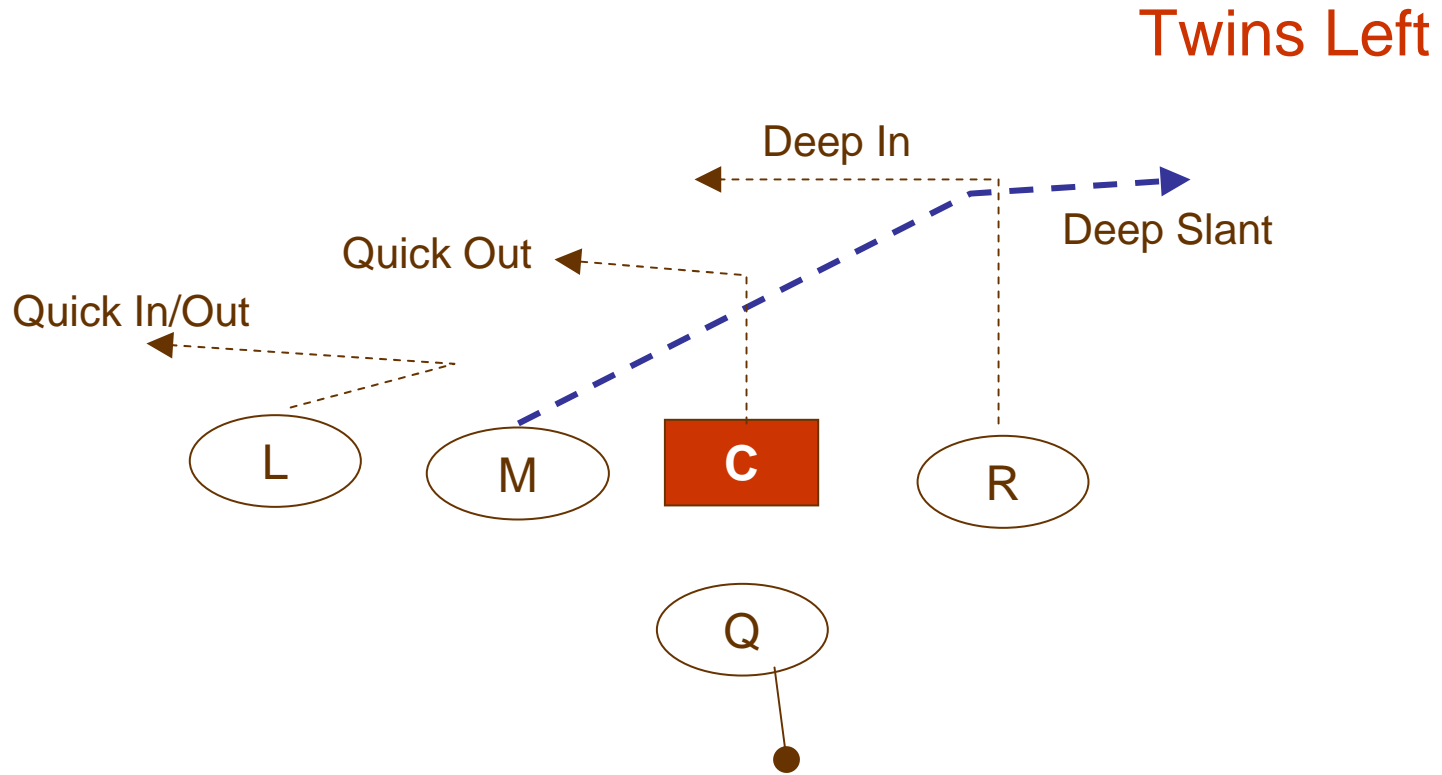 Twins Left
Deep In
Deep Slant
Quick Out
Quick In/Out
L
M
C
R
Q